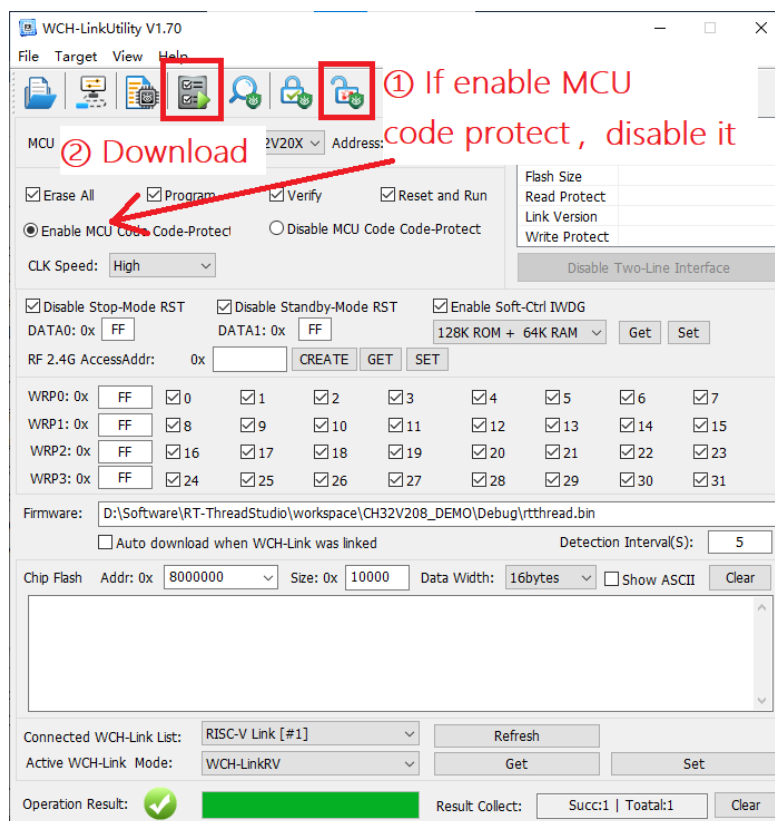 WCH-LinkUtility V1.70
File Target View Help
① If enable MCU
code protect , disable it
② Download
MCU V20X Address:
Flash Size
Erase All Program Verify Reset and Run Read Protect
Link Version
Enable MCU Code Code-Protect Disable MCU Code Code-Protect Write Protect
CLK Speed: High Disable Two-Line Interface
Disable Stop-Mode RST Disable Standby-Mode RST Enable Soft-Ctrl IWDG
DATA0: 0x FF DATA1: 0x FF 128K ROM + 64K RAM Get Set
RF 2.4G AccessAddr: 0x CREATE GET SET
WRP0: 0x FF 0 1 2 3 4 5 6 7
WRP1: 0x FF 8 9 10 11 12 13 14 15
WRP2: 0x FF 16 17 18 19 20 21 22 23
WRP3: 0x FF 24 25 26 27 28 29 30 31
Firmware: D:\Software\RT-ThreadStudio\workspace\CH32V208_DEMO\Debug\rtthread.bin
Auto download when WCH-Link was linked Detection Interval(S): 5
Chip Flash Addr: 0x 8000000 Size: 0x 10000 Data Width: 16bytes Show ASCII Clear
Connected WCH-Link List: RISC-V Link [#1] Refresh
Active WCH-Link Mode: WCH-LinkRV Get Set
Operation Result: Result Collect: Succ:1 | Toatal:1 Clear